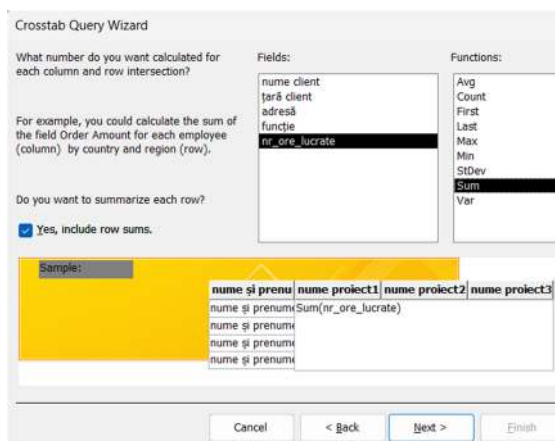 Crosstab Query Wizard
What number do you want calculated for
each column and row intersection?
For example, you could calculate the sum of
the field Order Amount for each employee
(column) by country and region (row).
Do you want to summarize each row?
Yes, include row sums.
Fields:
nume client
țară client
adresă
funcție
nr_ore_lucrate
Functions:
Avg
Count
First
Last
Max
Min
StDev
Sum
Var
Sample:
nume și prenu nume proiect1 nume proiect2 nume proiect3
nume și prenume Sum(nr_ore_lucrate)
nume și prenume
nume și prenume
nume și prenume
Cancel < Back Next > Finish